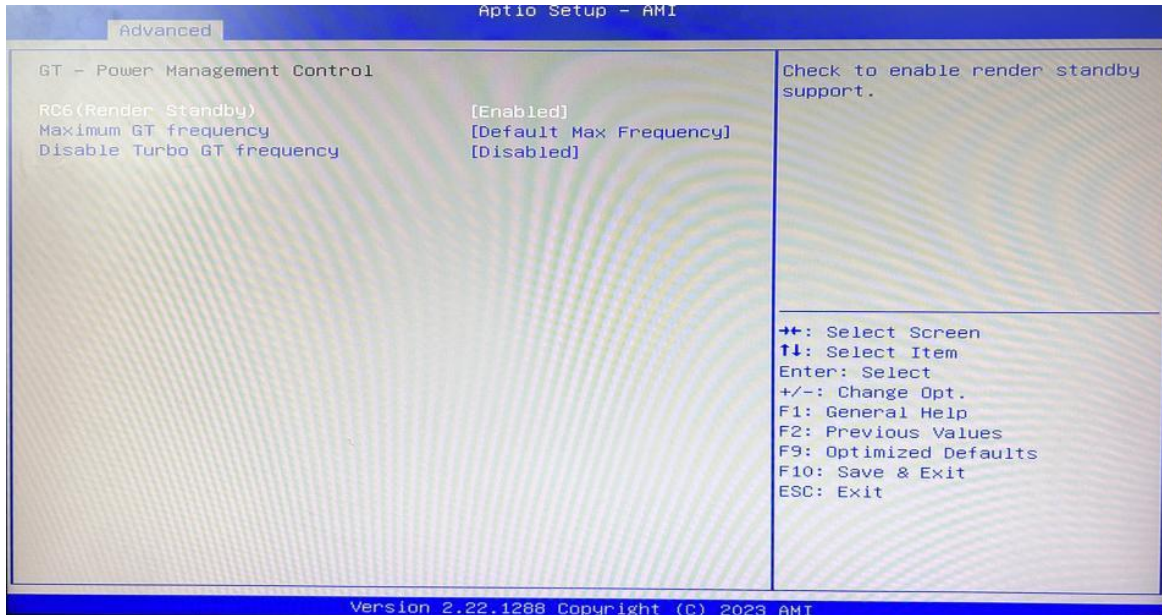 Aptio Setup - AMI
Advanced
GT - Power Management Control
RC6(Render Standby) [Enabled]
Maximum GT frequency [Default Max Frequency]
Disable Turbo GT frequency [Disabled]
Check to enable render standby
support.
→←: Select Screen
↑↓: Select Item
Enter: Select
+/-: Change Opt.
F1: General Help
F2: Previous Values
F9: Optimized Defaults
F10: Save & Exit
ESC: Exit
Version 2.22.1288 Copyright (C) 2023 AMI